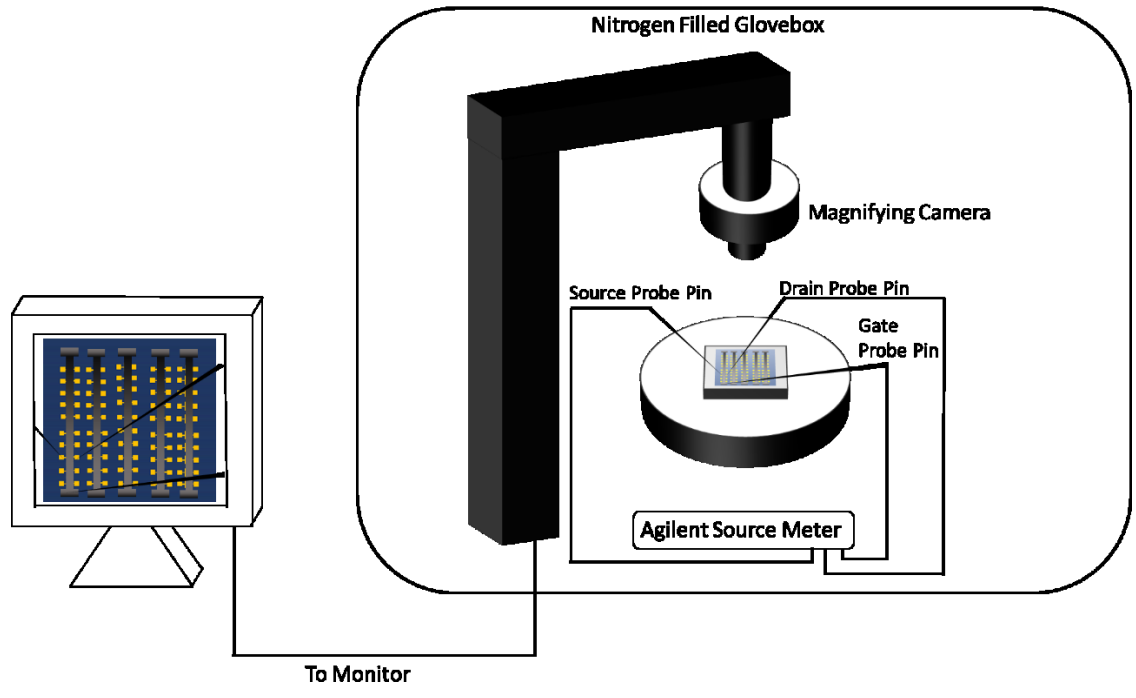 Nitrogen Filled Glovebox
Magnifying Camera
Source Probe Pin
Drain Probe Pin
Gate
Probe Pin
Agilent Source Meter
To Monitor